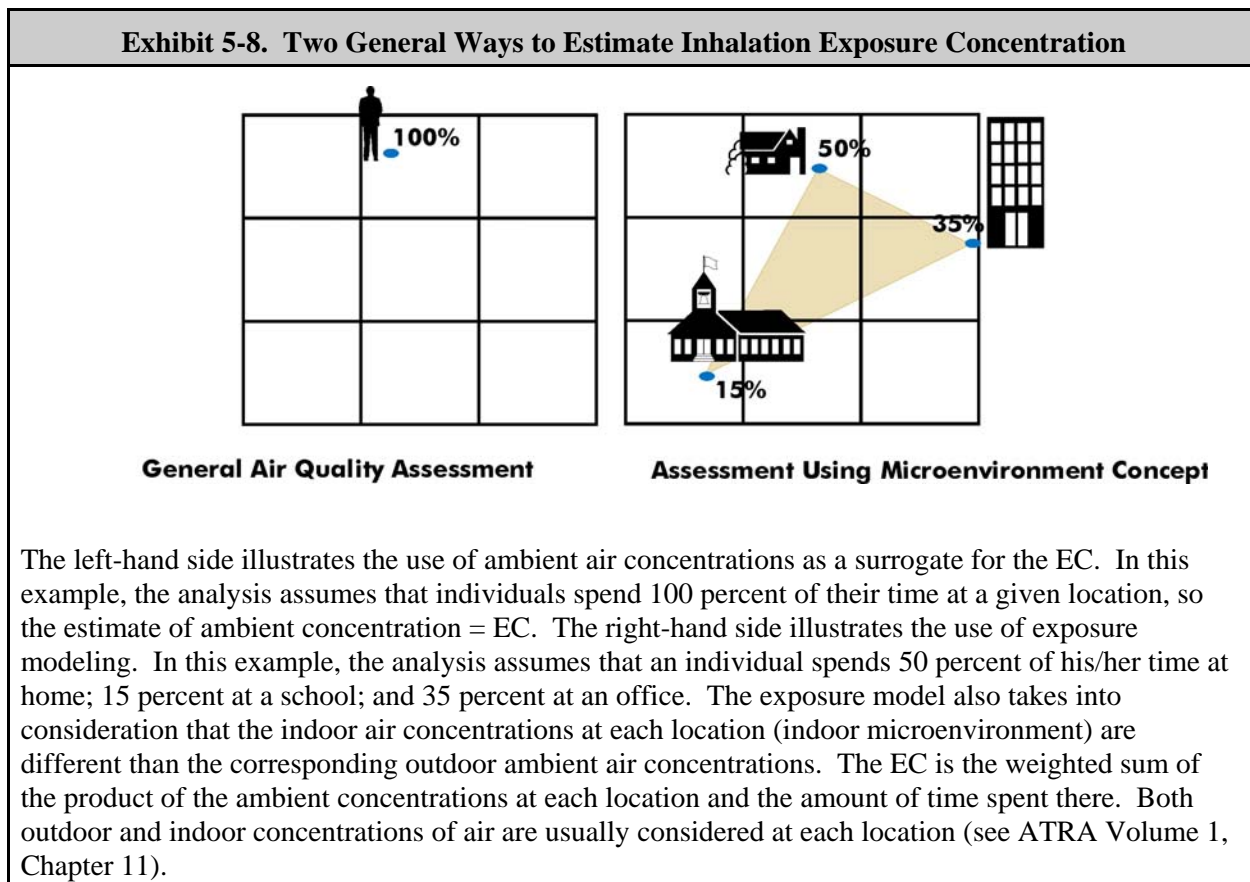 Exhibit 5-8.  Two General Ways to Estimate Inhalation Exposure Concentration
100%
50%
35%
15%
General Air Quality Assessment
Assessment Using Microenvironment Concept
The left-hand side illustrates the use of ambient air concentrations as a surrogate for the EC.  In this
example, the analysis assumes that individuals spend 100 percent of their time at a given location, so
the estimate of ambient concentration = EC.  The right-hand side illustrates the use of exposure
modeling.  In this example, the analysis assumes that an individual spends 50 percent of his/her time at
home; 15 percent at a school; and 35 percent at an office.  The exposure model also takes into
consideration that the indoor air concentrations at each location (indoor microenvironment) are
different than the corresponding outdoor ambient air concentrations.  The EC is the weighted sum of
the product of the ambient concentrations at each location and the amount of time spent there.  Both
outdoor and indoor concentrations of air are usually considered at each location (see ATRA Volume 1,
Chapter 11).